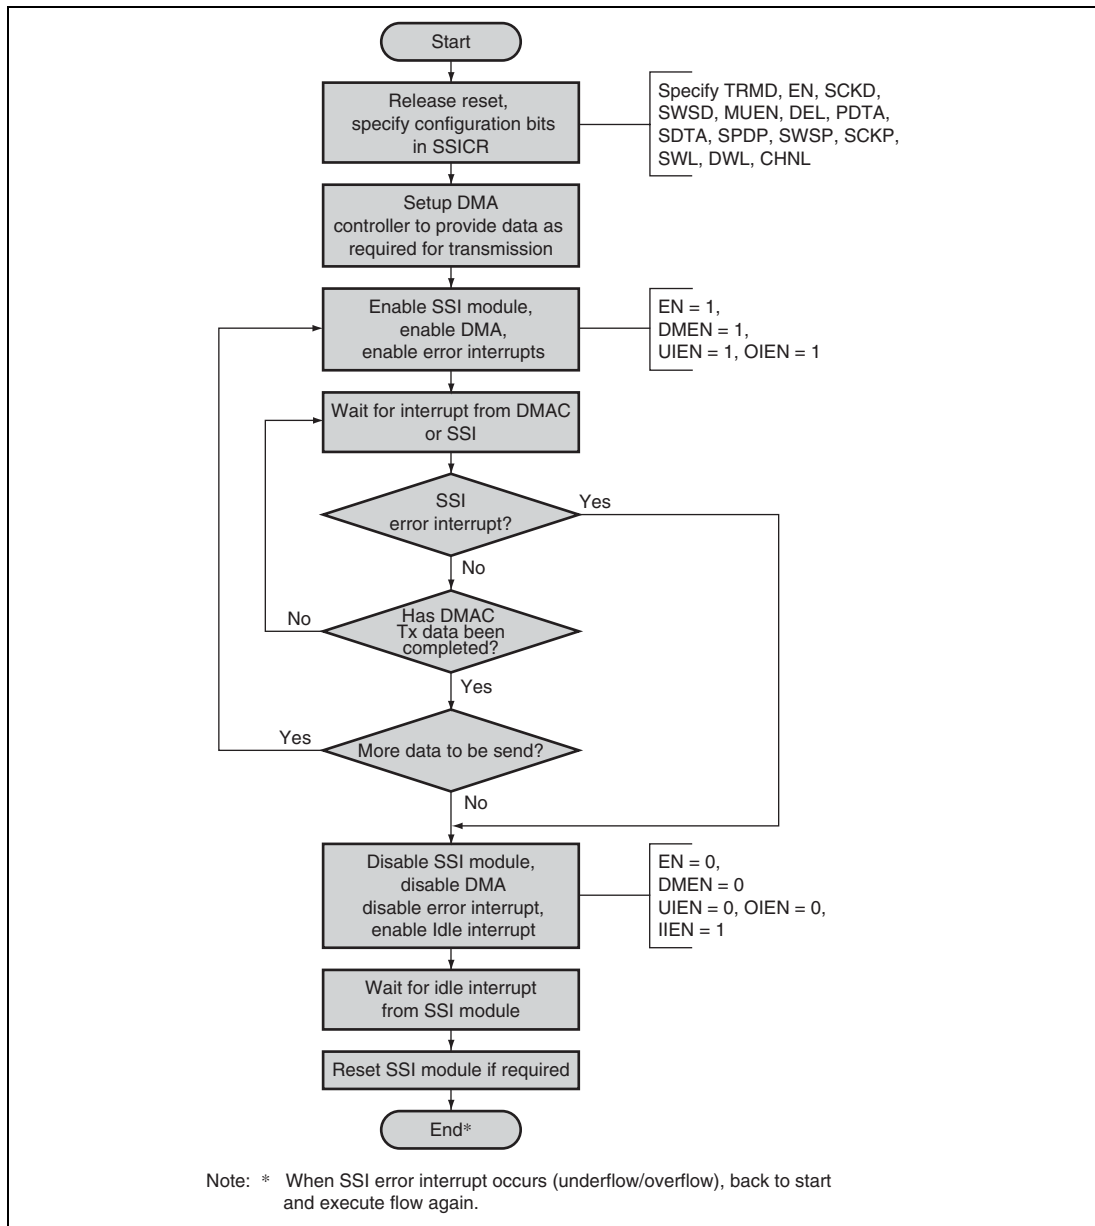 Start
Release reset,
specify configuration bits
in SSICR
Specify TRMD, EN, SCKD,
SWSD, MUEN, DEL, PDTA,
SDTA, SPDP, SWSP, SCKP,
SWL, DWL, CHNL
Setup DMA
controller to provide data as
required for transmission
Enable SSI module,
enable DMA,
enable error interrupts
EN = 1,
DMEN = 1,
UIEN = 1, OIEN = 1
Wait for interrupt from DMAC
or SSI
SSI
error interrupt?
Yes
No
Has DMAC
Tx data been
completed?
No
Yes
More data to be send?
Yes
No
Disable SSI module,
disable DMA
disable error interrupt,
enable Idle interrupt
EN = 0,
DMEN = 0
UIEN = 0, OIEN = 0,
IIEN = 1
Wait for idle interrupt
from SSI module
Reset SSI module if required
End*
Note: * When SSI error interrupt occurs (underflow/overflow), back to start
and execute flow again.